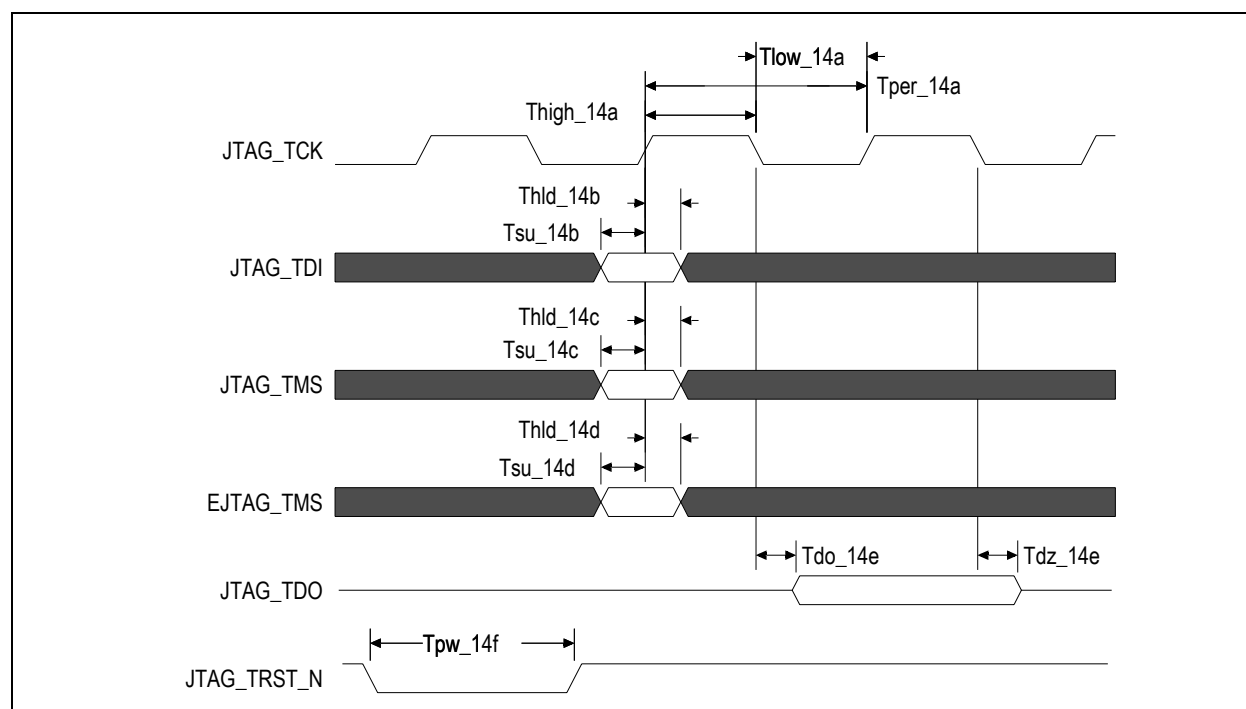 Tlow_14a
Tper_14a
Thigh_14a
JTAG_TCK
Thld_14b
Tsu_14b
JTAG_TDI
Thld_14c
Tsu_14c
JTAG_TMS
Thld_14d
Tsu_14d
EJTAG_TMS
Tdo_14e
Tdz_14e
JTAG_TDO
Tpw_14f
JTAG_TRST_N